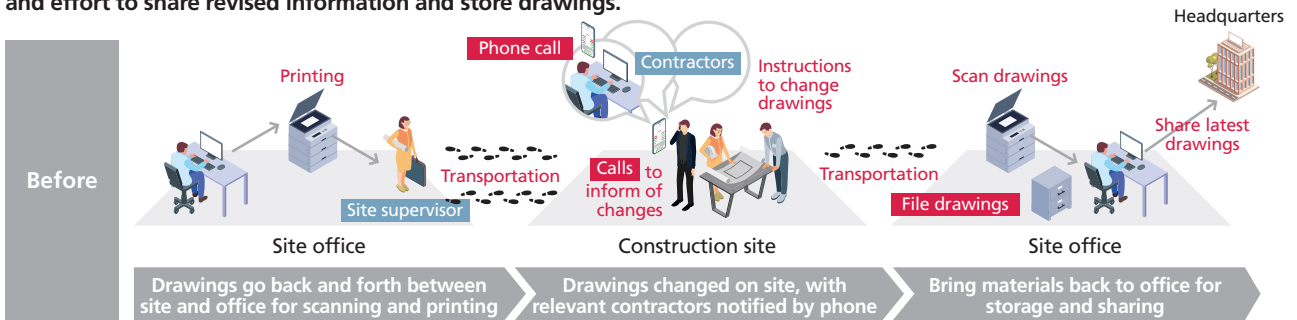 and effort to share revised information and store drawings.
Before
Printing
Site supervisor
Site office
Transportation
Phone call
Contractors
Instructions
to change
drawings
Calls to
inform of
changes
Construction site
Transportation
Scan drawings
File drawings
Headquarters
Share latest
drawings
Site office
Drawings go back and forth between
site and office for scanning and printing
Drawings changed on site, with
relevant contractors notified by phone
Bring materials back to office for
storage and sharing